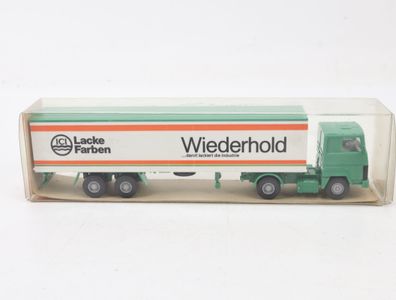 ICI
Lacke
Farben
Wiederhold
...damit lackiert die Industrie